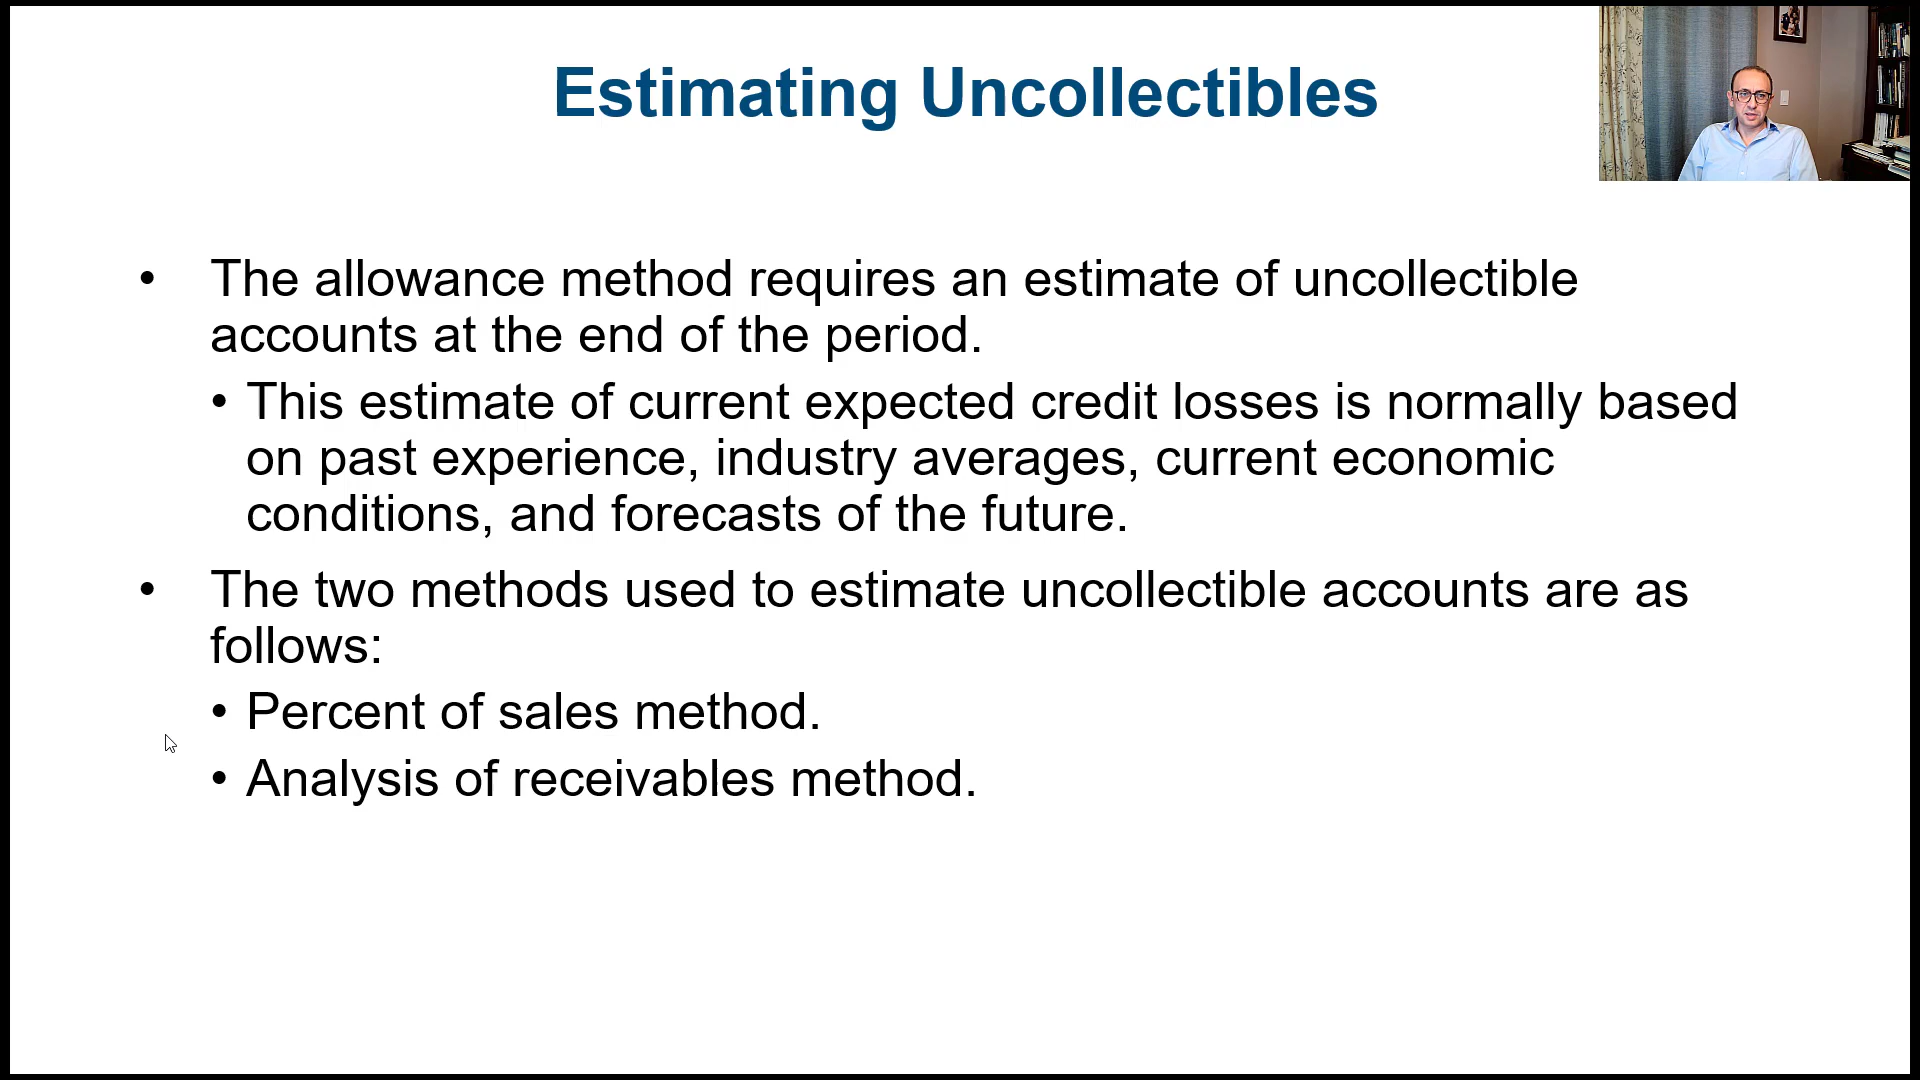 Estimating Uncollectibles
• The allowance method requires an estimate of uncollectible
accounts at the end of the period.
• This estimate of current expected credit losses is normally based
on past experience, industry averages, current economic
conditions, and forecasts of the future.
• The two methods used to estimate uncollectible accounts are as
follows:
• Percent of sales method.
• Analysis of receivables method.